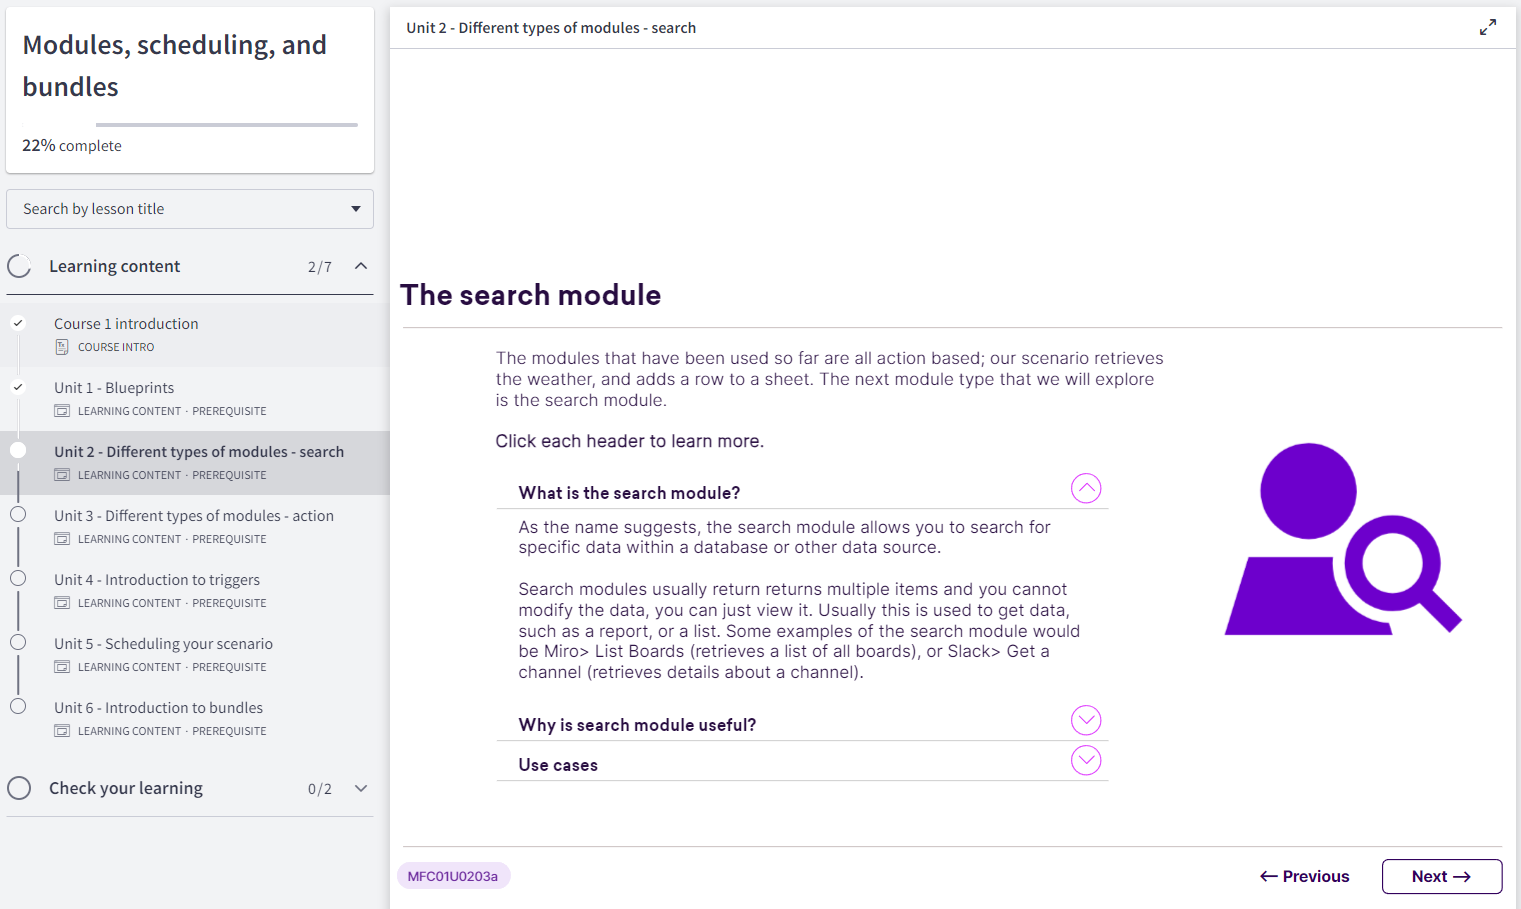 Modules, scheduling, and
bundles
22% complete
Search by lesson title
Learning content 2/7
Course 1 introduction
COURSE INTRO
Unit 1 - Blueprints
LEARNING CONTENT · PREREQUISITE
Unit 2 - Different types of modules - search
LEARNING CONTENT · PREREQUISITE
Unit 3 - Different types of modules - action
LEARNING CONTENT · PREREQUISITE
Unit 4 - Introduction to triggers
LEARNING CONTENT · PREREQUISITE
Unit 5 - Scheduling your scenario
LEARNING CONTENT · PREREQUISITE
Unit 6 - Introduction to bundles
LEARNING CONTENT · PREREQUISITE
Check your learning 0/2
Unit 2 - Different types of modules - search
The search module
The modules that have been used so far are all action based; our scenario retrieves
the weather, and adds a row to a sheet. The next module type that we will explore
is the search module.
Click each header to learn more.
What is the search module?
As the name suggests, the search module allows you to search for
specific data within a database or other data source.
Search modules usually return returns multiple items and you cannot
modify the data, you can just view it. Usually this is used to get data,
such as a report, or a list. Some examples of the search module would
be Miro> List Boards (retrieves a list of all boards), or Slack> Get a
channel (retrieves details about a channel).
Why is search module useful?
Use cases
MFC01U0203a
← Previous
Next →